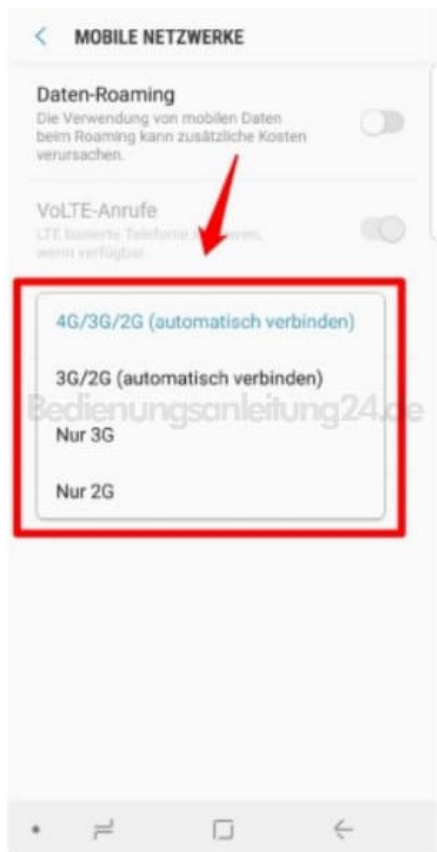 MOBILE NETZWERKE
Daten-Roaming
Die Verwendung von mobilen Daten
beim Roaming kann zusätzliche Kosten
verursachen.
VoLTE-Anrufe
LTE basierte Telefonie
wenn verfügbar.
4G/3G/2G (automatisch verbinden)
3G/2G (automatisch verbinden)
Bedienungsanleitung24.de
Nur 3G
Nur 2G